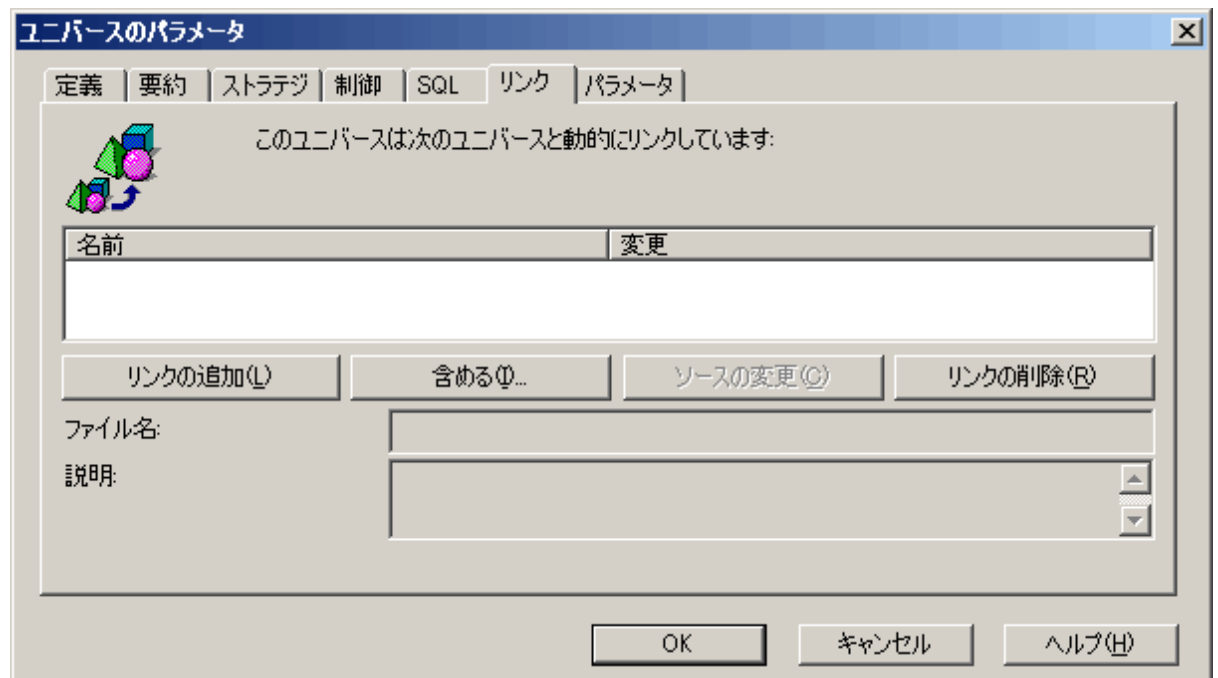 ユニバースのパラメータ
定義 要約 ストラテジ 制御 SQL リンク パラメータ
このユニバースは次のユニバースと動的にリンクしています:
名前 変更
リンクの追加(L) 含める(I)... ソースの変更(C) リンクの削除(R)
ファイル名:
説明:
OK キャンセル ヘルプ(H)